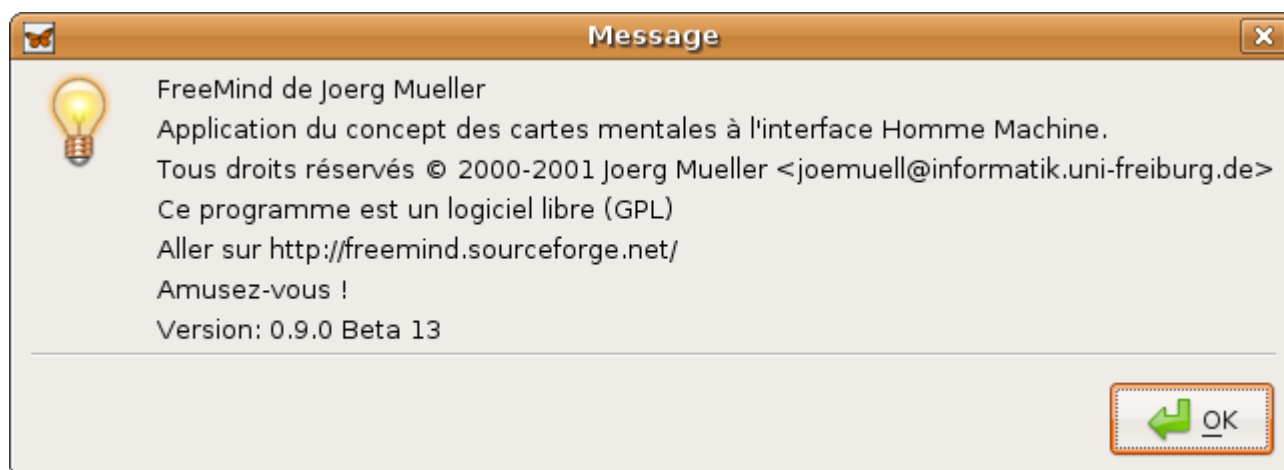 Message
FreeMind de Joerg Mueller
Application du concept des cartes mentales à l'interface Homme Machine.
Tous droits réservés © 2000-2001 Joerg Mueller <joemuell@informatik.uni-freiburg.de>
Ce programme est un logiciel libre (GPL)
Aller sur http://freemind.sourceforge.net/
Amusez-vous !
Version: 0.9.0 Beta 13
OK